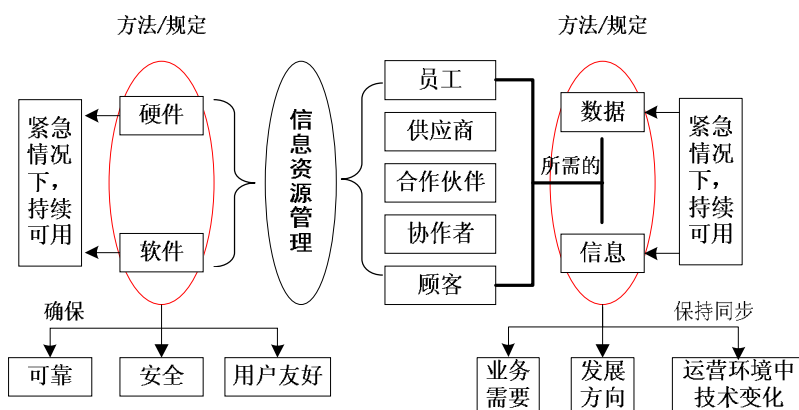 方法/规定
方法/规定
紧急
情况
下，
持续
可用
硬件
软件
信息资源管理
员工
供应商
合作伙伴
协作者
顾客
所需的
数据
信息
紧急
情况
下，
持续
可用
确保
可靠
安全
用户友好
保持同步
业务
需要
发展
方向
运营环境中
技术变化